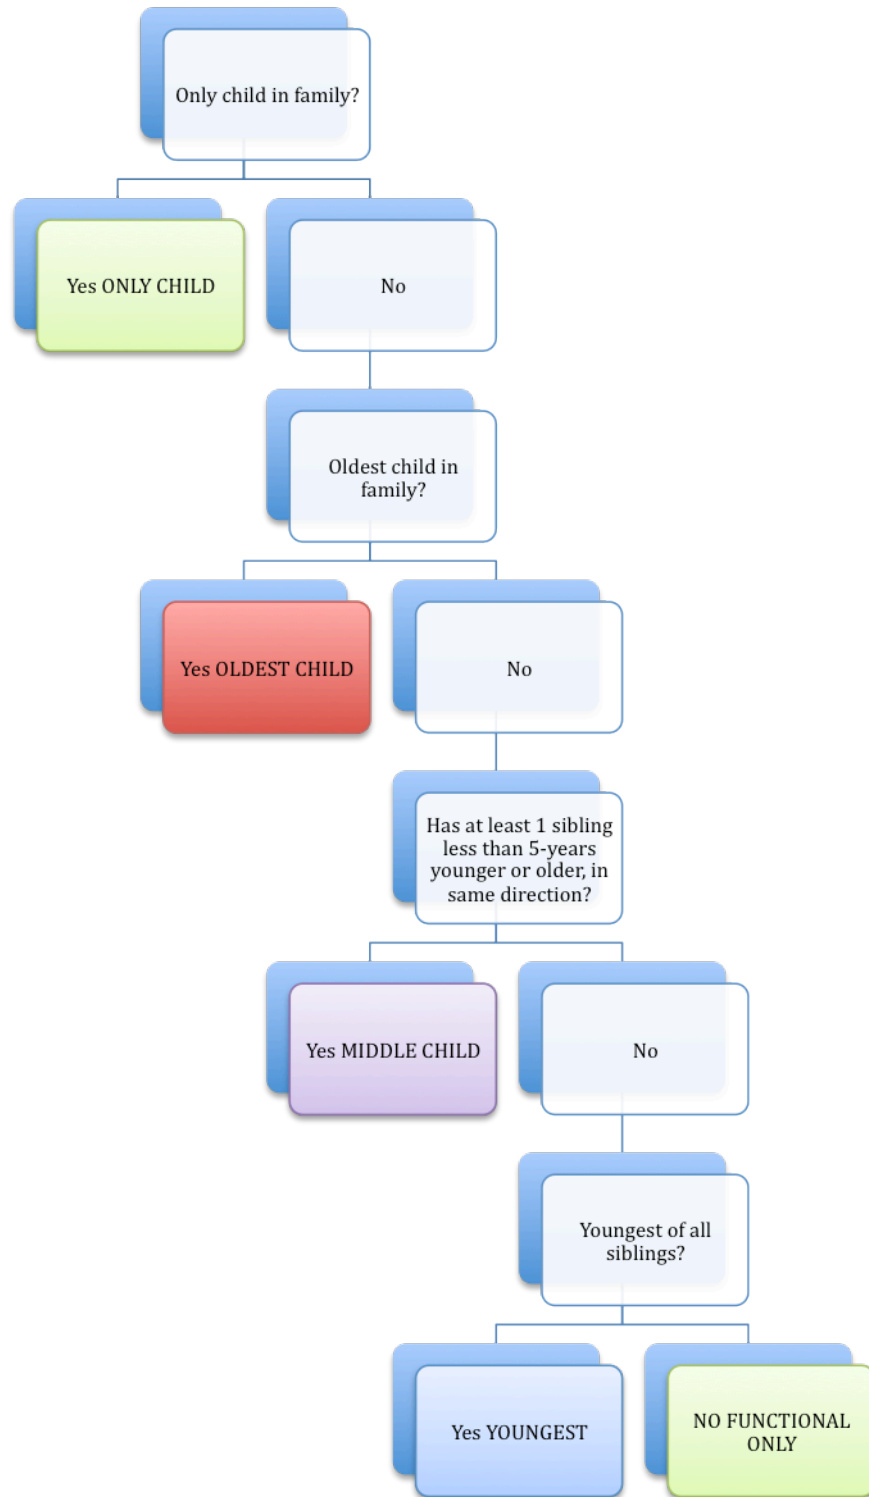 Only child in family?
Yes ONLY CHILD
No
Oldest child in
family?
Yes OLDEST CHILD
No
Has at least 1 sibling
less than 5-years
younger or older, in
same direction?
Yes MIDDLE CHILD
No
Youngest of all
siblings?
Yes YOUNGEST
NO FUNCTIONAL
ONLY